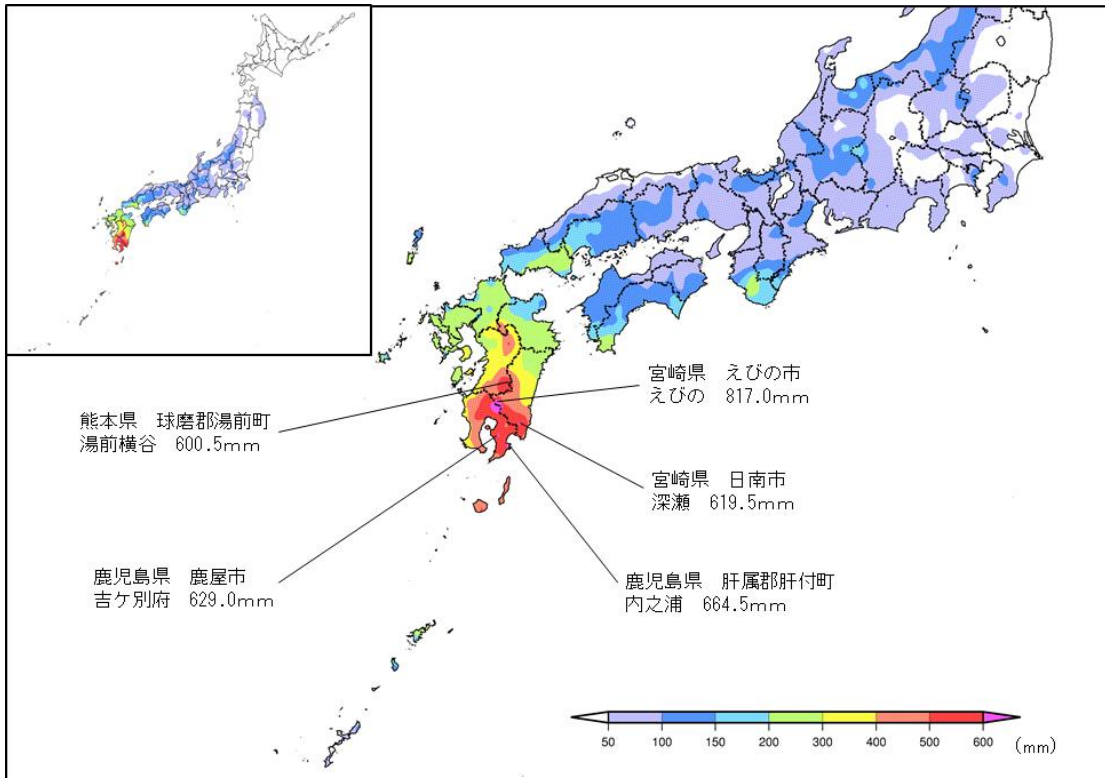 宮崎県　えびの市
えびの　817.0mm
熊本県　球磨郡湯前町
湯前横谷　600.5mm
宮崎県　日南市
深瀬　619.5mm
鹿児島県　鹿屋市
吉ケ別府　629.0mm
鹿児島県　肝属郡肝付町
内之浦　664.5mm
50 100 150 200 300 400 500 600 (mm)